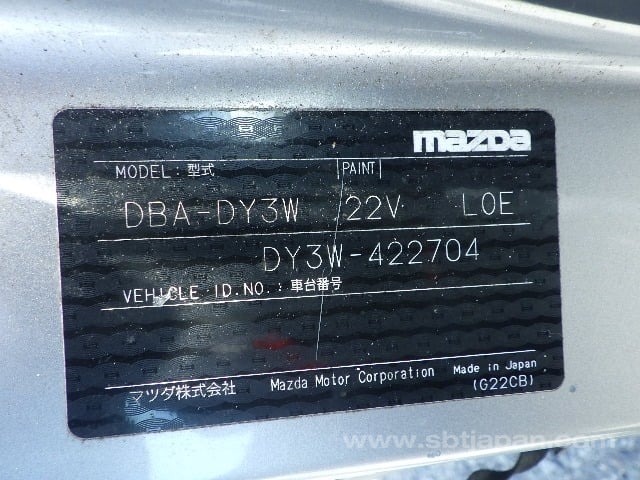 mazda
MODEL: 型式 PAINT
DBA-DY3W 22V L0E
DY3W-422704
VEHICLE ID.NO.: 車台番号
マツダ株式会社 Mazda Motor Corporation Made in Japan
(G22CB)
www.sbtjapan.com